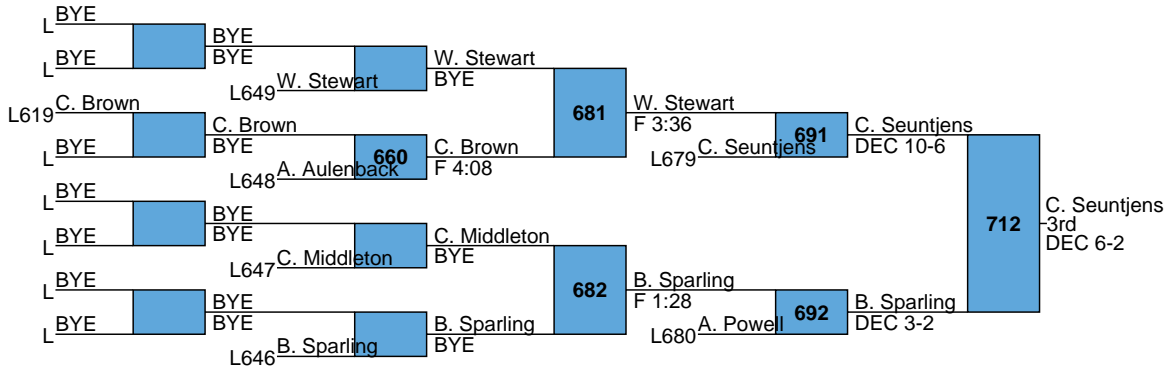 L BYE
L BYE
BYE
BYE
L649 W. Stewart
W. Stewart
BYE
L619 C. Brown
L BYE
C. Brown
BYE
660
L648 A. Aulenback
C. Brown
F 4:08
681
W. Stewart
F 3:36
L679 C. Seuntjens
691
C. Seuntjens
DEC 10-6
L BYE
L BYE
BYE
BYE
L647 C. Middleton
C. Middleton
BYE
L BYE
L BYE
BYE
BYE
L646 B. Sparling
B. Sparling
BYE
682
B. Sparling
F 1:28
L680 A. Powell
692
B. Sparling
DEC 3-2
712
C. Seuntjens
3rd
DEC 6-2